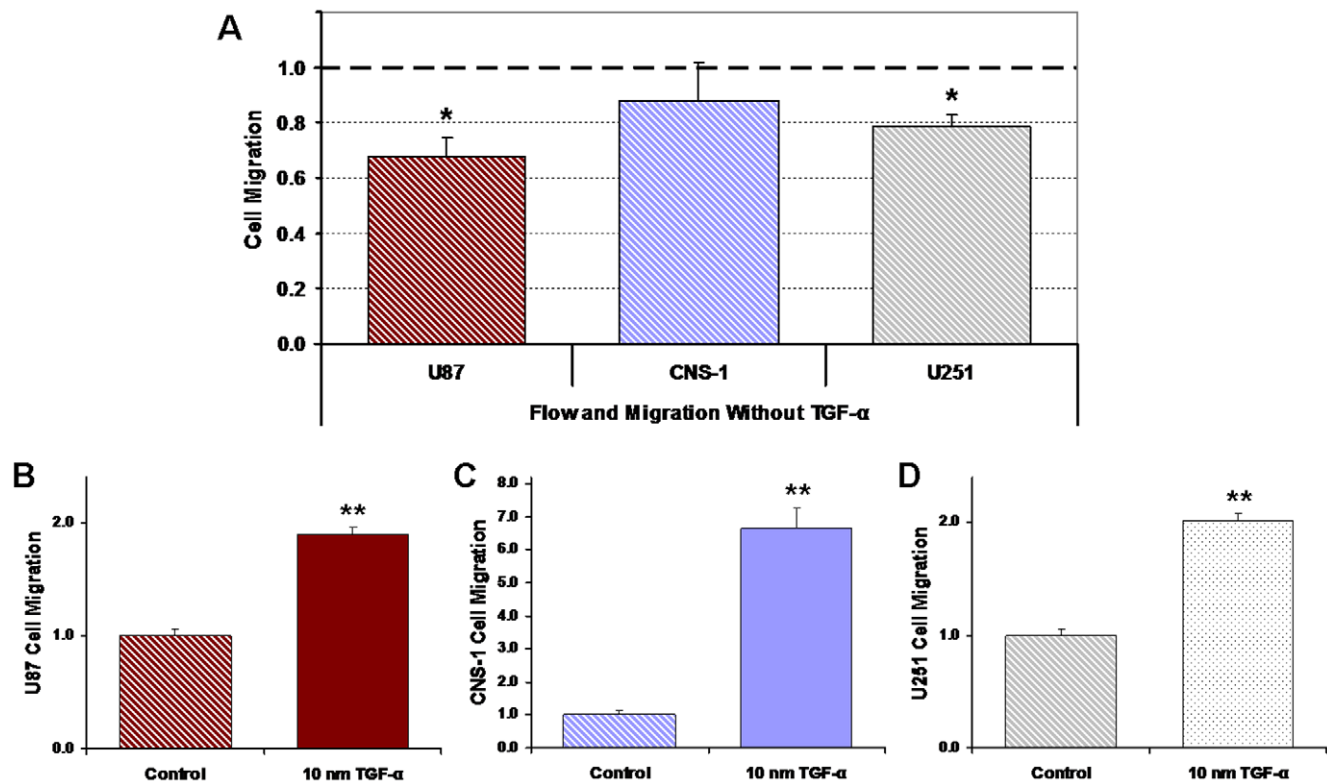 A
Cell Migration
1.0
0.8
0.6
0.4
0.2
0.0
*
*
U87 CNS-1 U251
Flow and Migration Without TGF-α
B
U87 Cell Migration
2.0
1.0
0.0
**
Control 10 nm TGF-α
C
CNS-1 Cell Migration
8.0
7.0
6.0
5.0
4.0
3.0
2.0
1.0
0.0
**
Control 10 nm TGF-α
D
U251 Cell Migration
2.0
1.0
0.0
**
Control 10 nm TGF-α